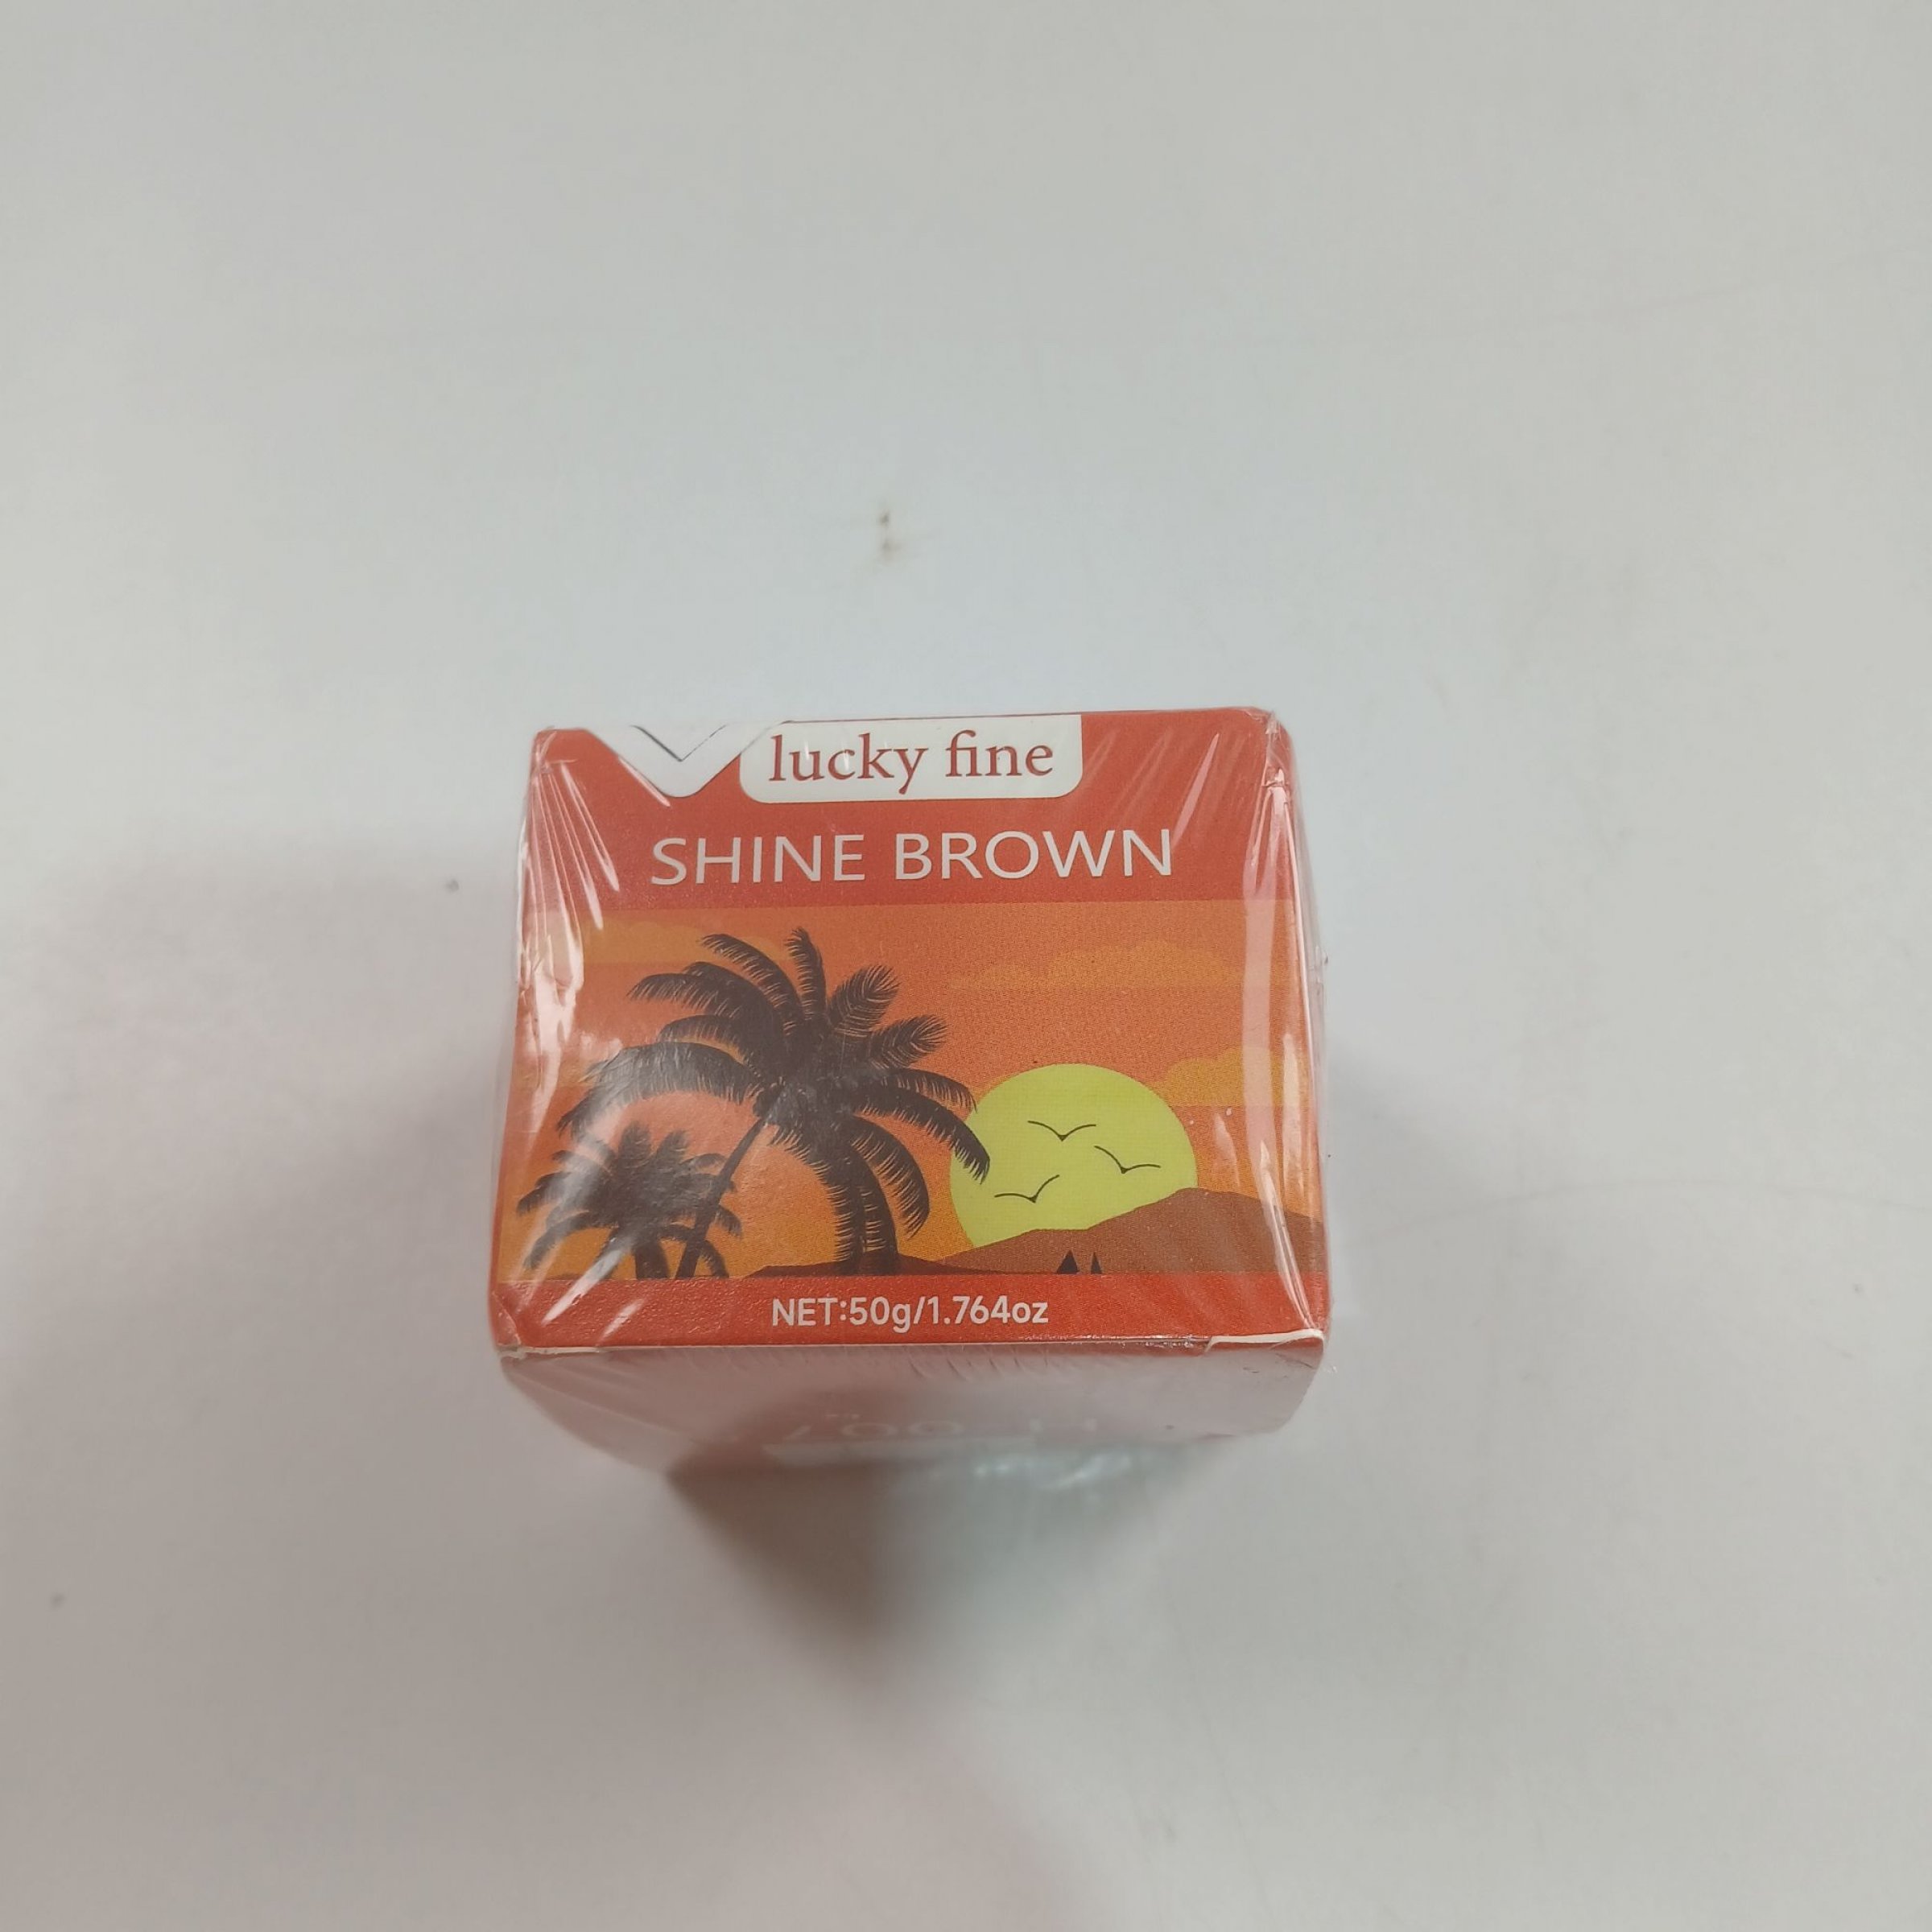 lucky fine
SHINE BROWN
NET:50g/1.764oz